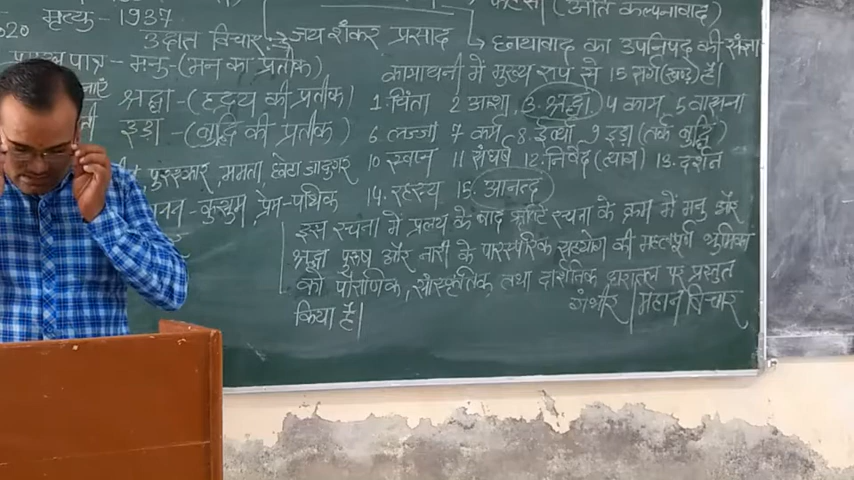 मृत्यु - 1937
फैंटेसी (अति कल्पनावाद)
2020
उद्दात विचार :- जय शंकर प्रसाद
छायावाद का उपनिषद की संज्ञा
पात्र - मनु - (मन का प्रतीक)
कामायनी में मुख्य रूप से 15 सर्ग (खण्ड) है।
श्रद्धा - (हृदय की प्रतीक)
1. चिंता 2 आशा, 3. श्रद्धा 4 काम 5 वासना
इड़ा - (बुद्धि की प्रतीक)
6 लज्जा 7 कर्म 8. ईर्ष्या 9 इड़ा (तर्क बुद्धि)
पुरस्कार, ममता, छोटा जादूगर
10 स्वप्न 11 संघर्ष 12. निर्वेद (त्याग) 13. दर्शन
कानन - कुसुम, प्रेम - पथिक
14. रहस्य 15. आनन्द
इस रचना में प्रलय के बाद सृष्टि रचना के क्रम में मनु और
श्रद्धा पुरुष और नारी के पारस्परिक सहयोग की महत्वपूर्ण भूमिका
को पौराणिक, सांस्कृतिक, तथा दार्शनिक धरातल पर प्रस्तुत
किया है।
गंभीर / महान विचार